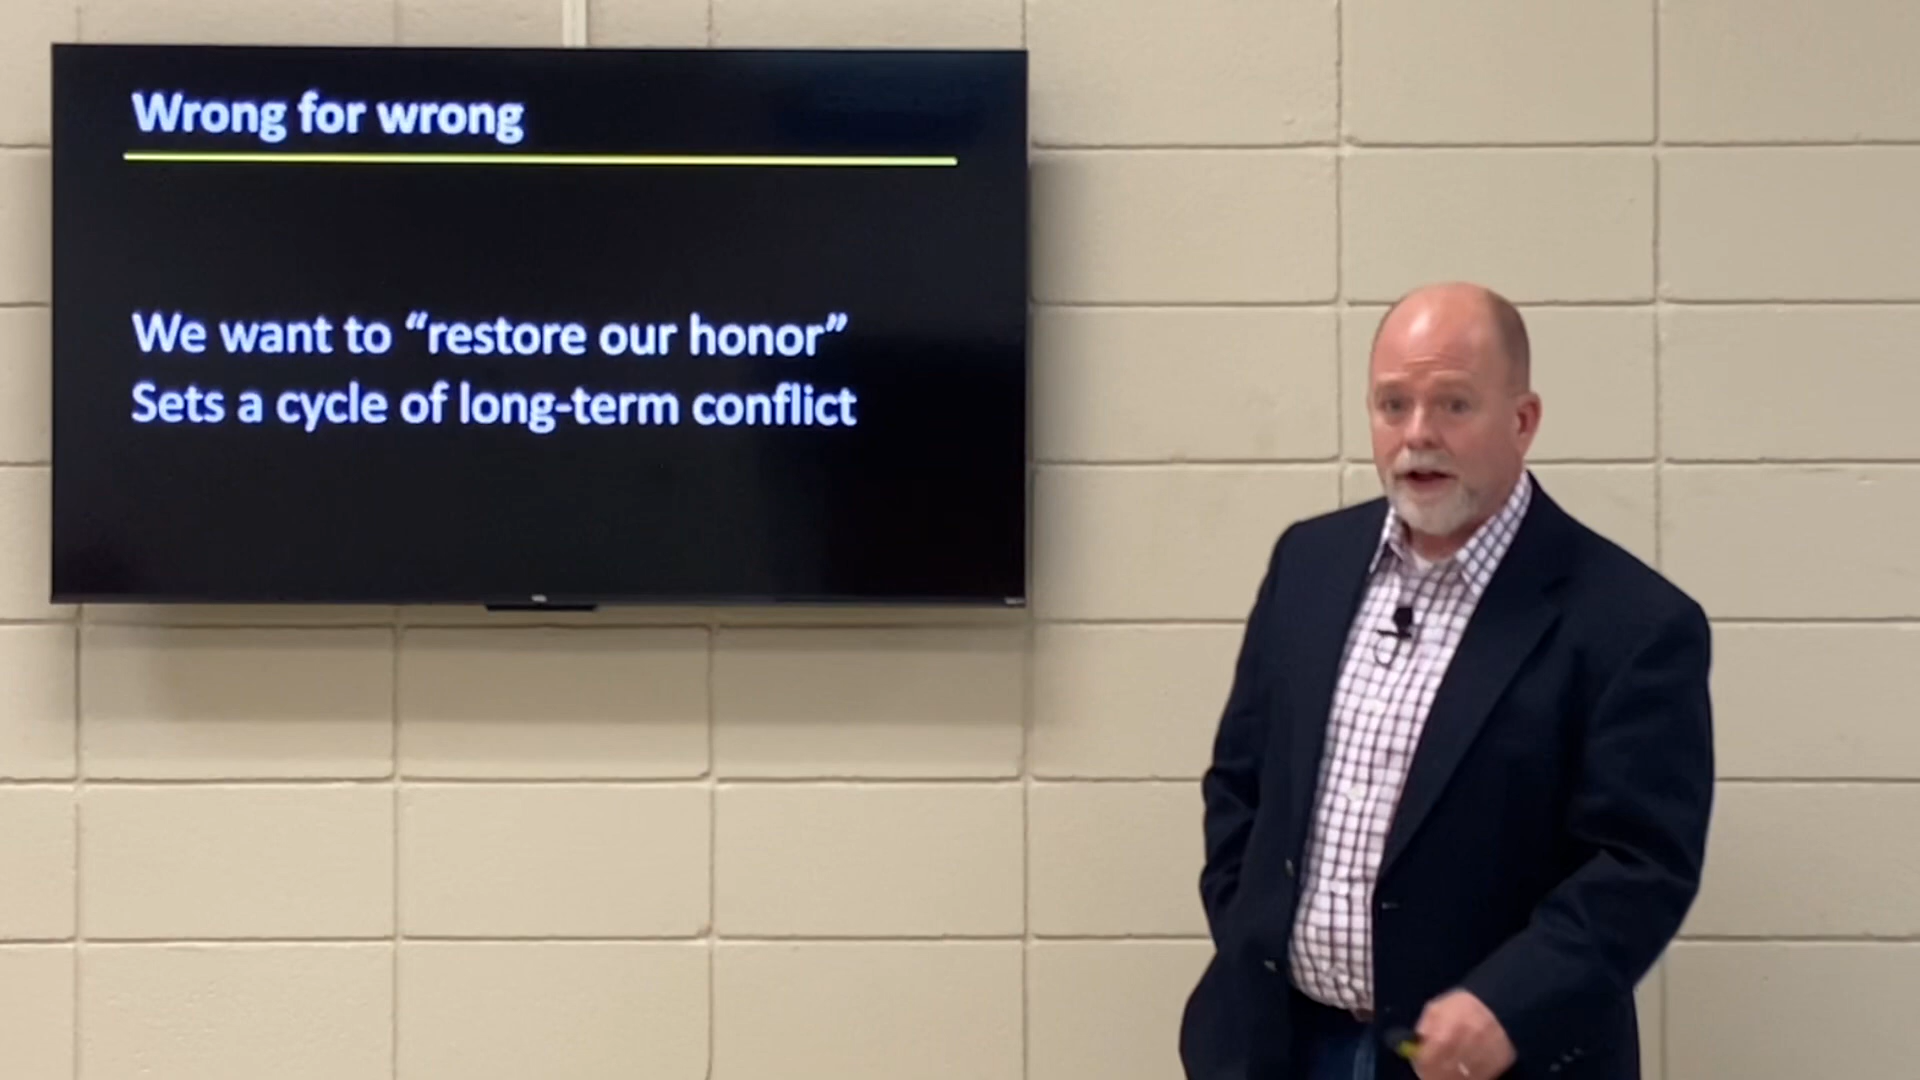 Wrong for wrong
We want to “restore our honor”
Sets a cycle of long-term conflict